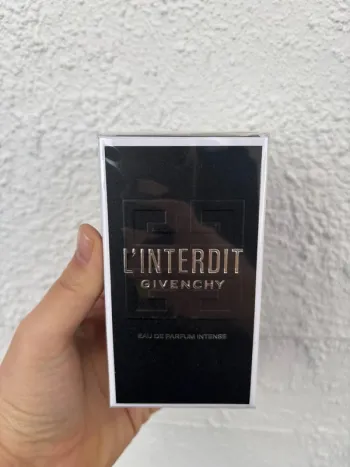 L'INTERDIT
GIVENCHY
EAU DE PARFUM INTENSE